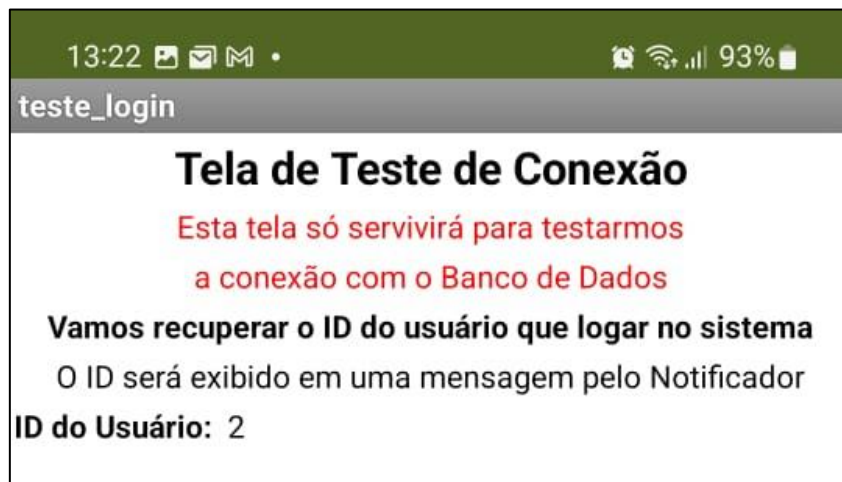 13:22 93%
teste_login
Tela de Teste de Conexão
Esta tela só servivirá para testarmos
a conexão com o Banco de Dados
Vamos recuperar o ID do usuário que logar no sistema
O ID será exibido em uma mensagem pelo Notificador
ID do Usuário: 2